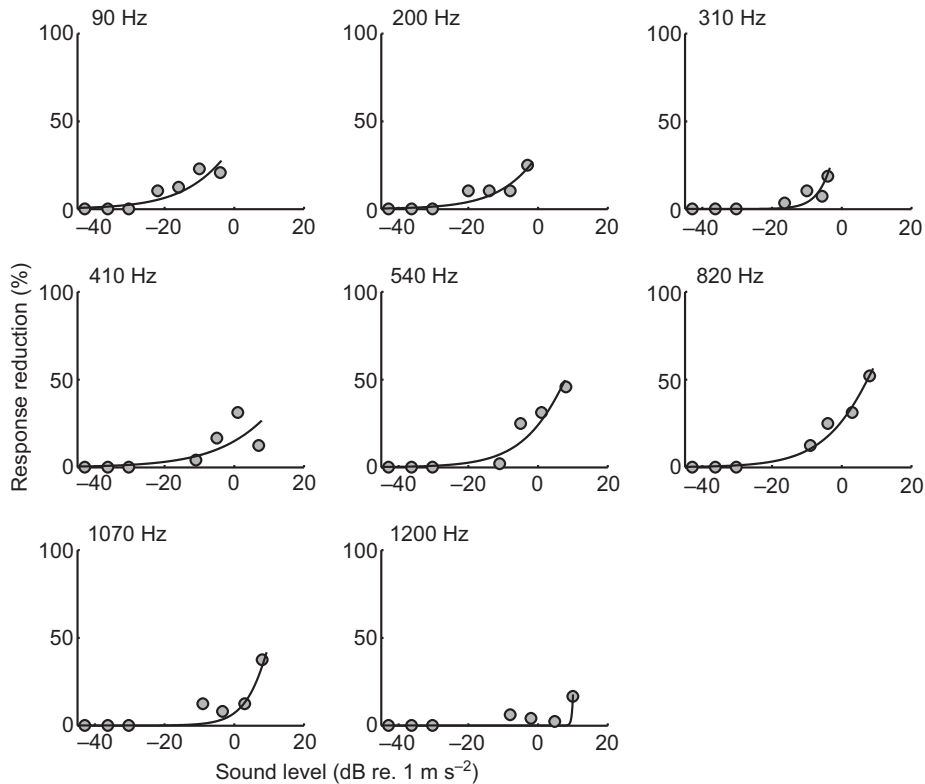 90 Hz 200 Hz 310 Hz
100 100 100
50 50 50
0 0 0
–40 –20 0 20 –40 –20 0 20 –40 –20 0 20
410 Hz 540 Hz 820 Hz
100 100 100
50 50 50
0 0 0
–40 –20 0 20 –40 –20 0 20 –40 –20 0 20
Response reduction (%)
1070 Hz 1200 Hz
100 100
50 50
0 0
–40 –20 0 20 –40 –20 0 20
Sound level (dB re. 1 m s⁻²)